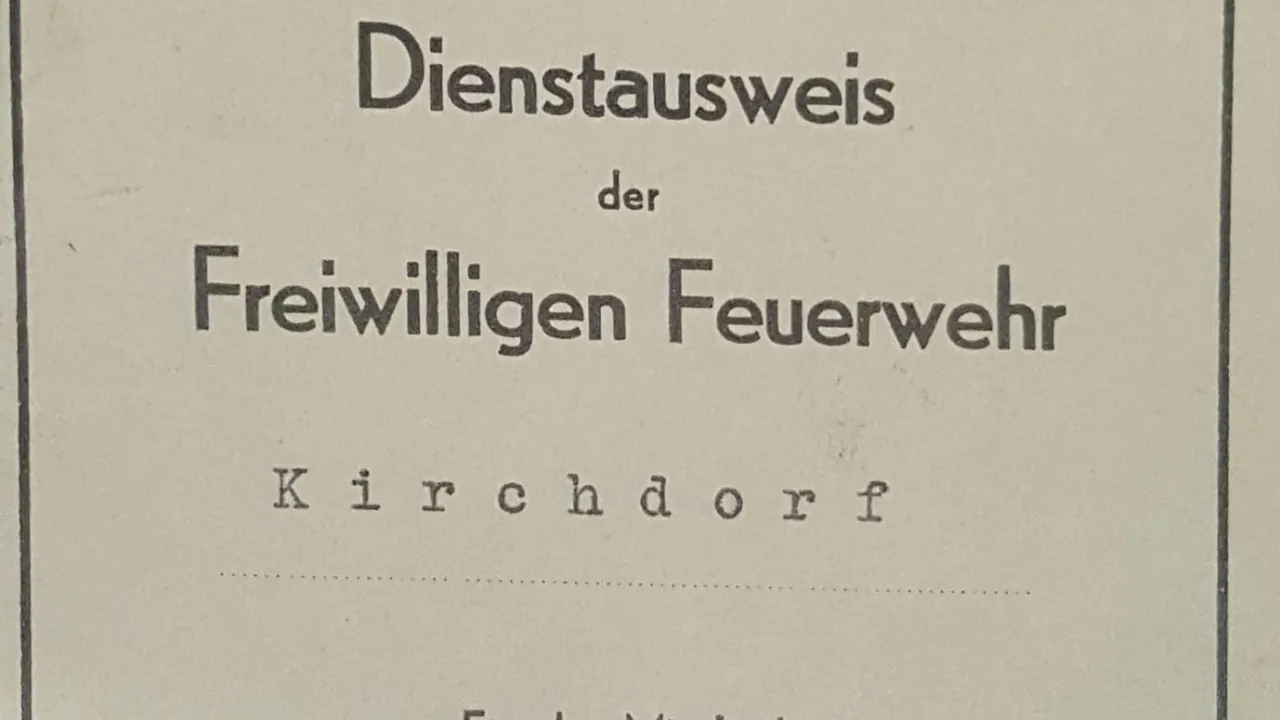 Dienstausweis
der
Freiwilligen Feuerwehr
K i r c h d o r f